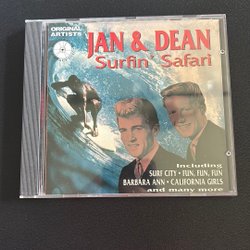 ORIGINAL
ARTISTS
JAN & DEAN
Surfin' Safari
Including
SURF CITY • FUN, FUN, FUN
BARBARA ANN • CALIFORNIA GIRLS
and many more